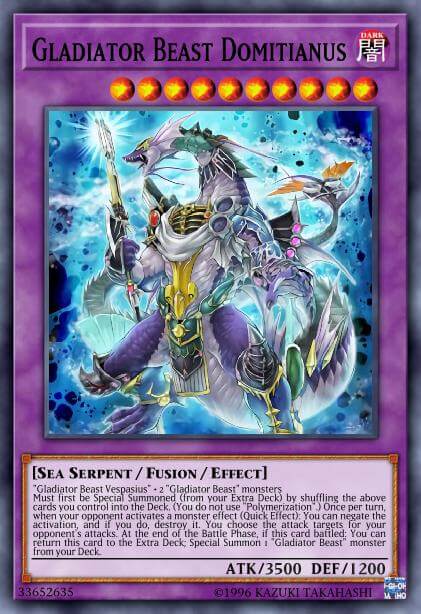 GLADIATOR BEAST DOMITIANUS
DARK
闇
[SEA SERPENT / FUSION / EFFECT]
"Gladiator Beast Vespasius" + 2 "Gladiator Beast" monsters
Must first be Special Summoned (from your Extra Deck) by shuffling the above
cards you control into the Deck. (You do not use "Polymerization".) Once per turn,
when your opponent activates a monster effect (Quick Effect): You can negate the
activation, and if you do, destroy it. You choose the attack targets for your
opponent's attacks. At the end of the Battle Phase, if this card battled: You can
return this card to the Extra Deck; Special Summon 1 "Gladiator Beast" monster
from your Deck.
ATK/3500 DEF/1200
33652635
©1996 KAZUKI TAKAHASHI